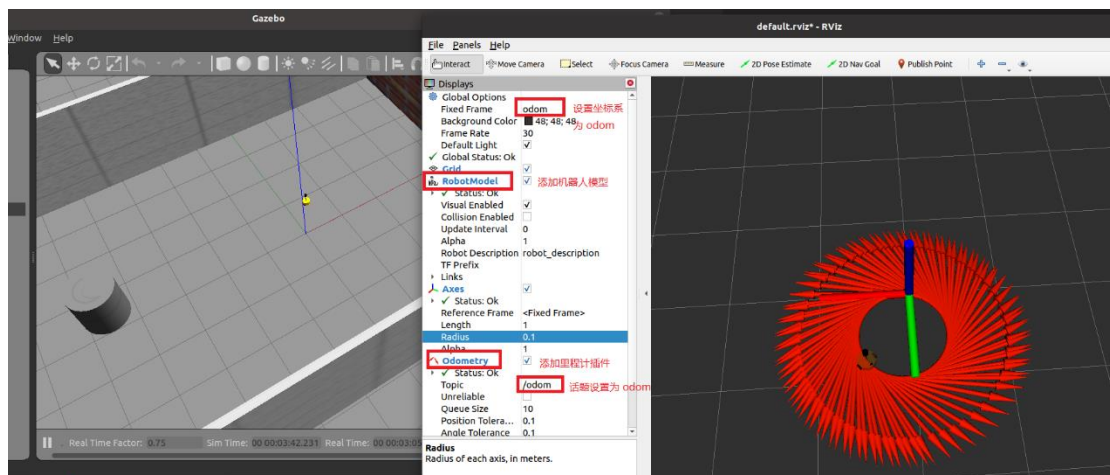 Gazebo
default.rviz* - RViz
Window Help
File Panels Help
Interact Move Camera Select Focus Camera Measure 2D Pose Estimate 2D Nav Goal Publish Point
Displays
Global Options
Fixed Frame odom 设置坐标系
Background Color 48; 48; 48 为 odom
Frame Rate 30
Default Light
Global Status: Ok
Grid
RobotModel 添加机器人模型
Status: Ok
Visual Enabled
Collision Enabled
Update Interval 0
Alpha 1
Robot Description robot_description
TF Prefix
Links
Axes
Status: Ok
Reference Frame <Fixed Frame>
Length 1
Radius 0.1
Alpha 1
Odometry 添加里程计插件
Status: Ok
Topic /odom 话题设置为 odom
Unreliable
Queue Size 10
Position Tolera... 0.1
Angle Tolerance 0.1
Real Time Factor: 0.75 Sim Time: 00 00:03:42.231 Real Time: 00 00:03:05
Radius
Radius of each axis, in meters.